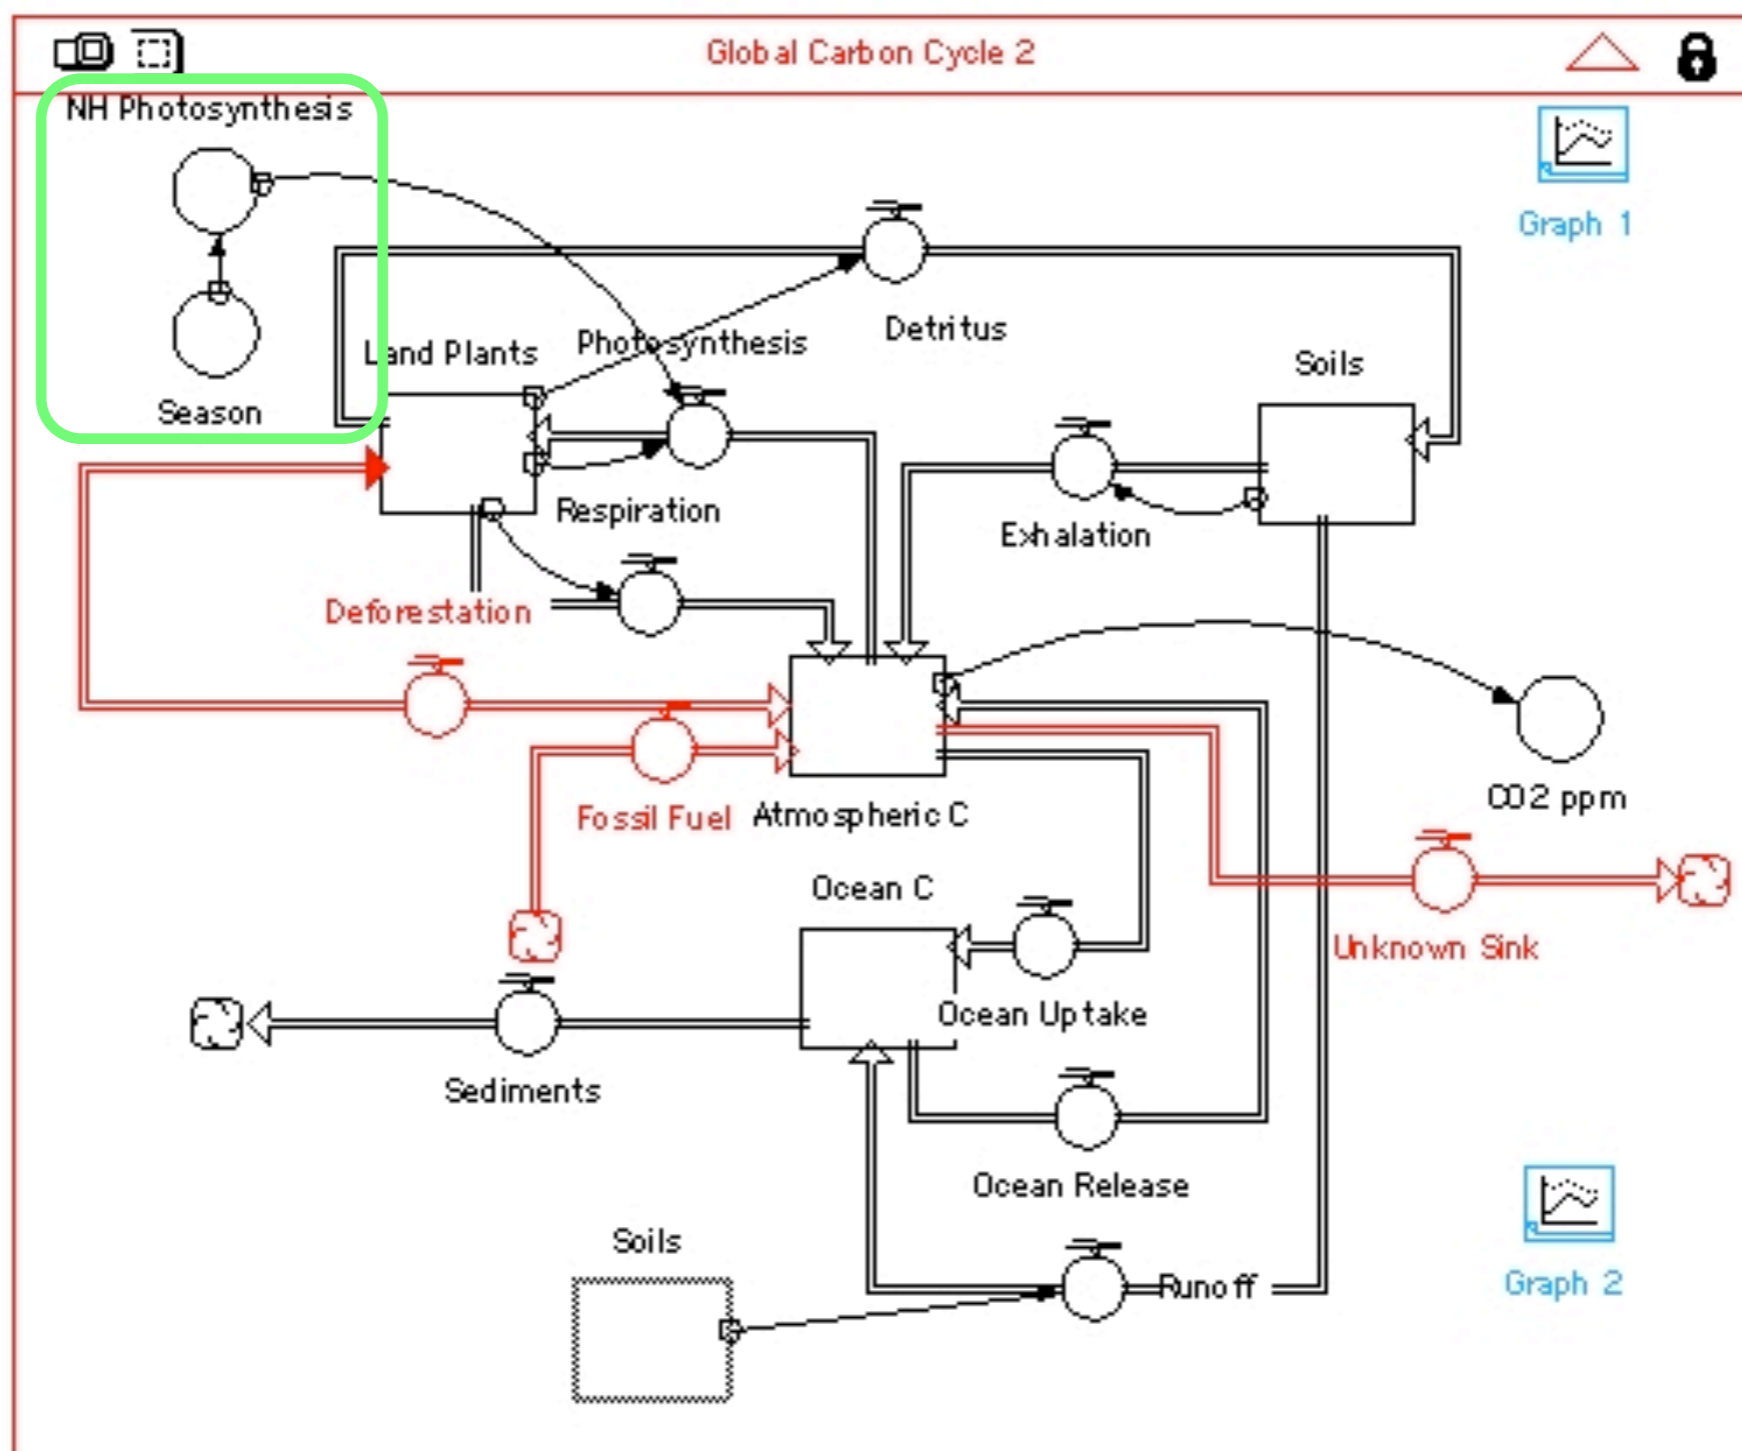 Global Carbon Cycle 2
NH Photosynthesis
Graph 1
Detritus
Photosynthesis
Land Plants
Soils
Season
Respiration
Exhalation
Deforestation
CO2 ppm
Fossil Fuel
Atmospheric C
Ocean C
Unknown Sink
Ocean Uptake
Sediments
Ocean Release
Soils
Runoff
Graph 2